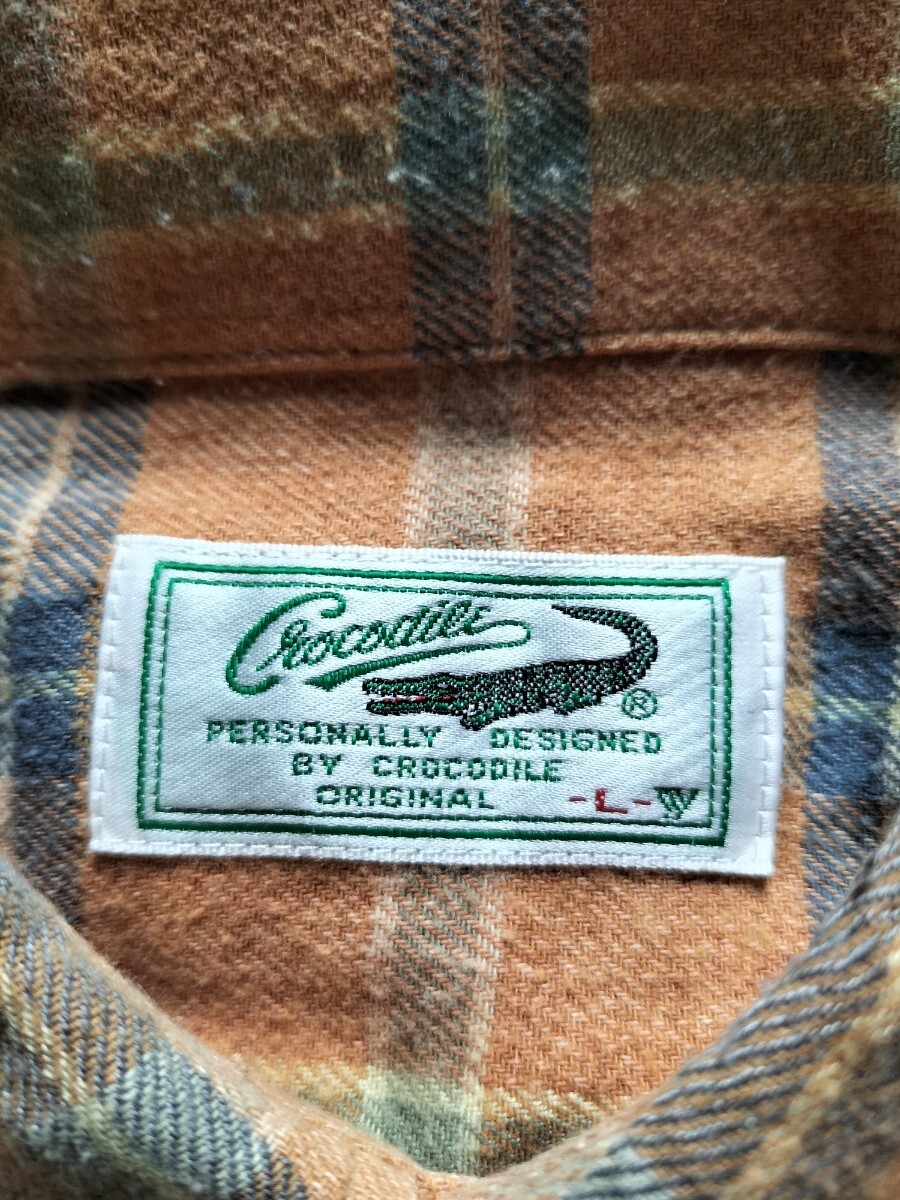 Crocodile
®
PERSONALLY DESIGNED
BY CROCODILE
ORIGINAL -L-